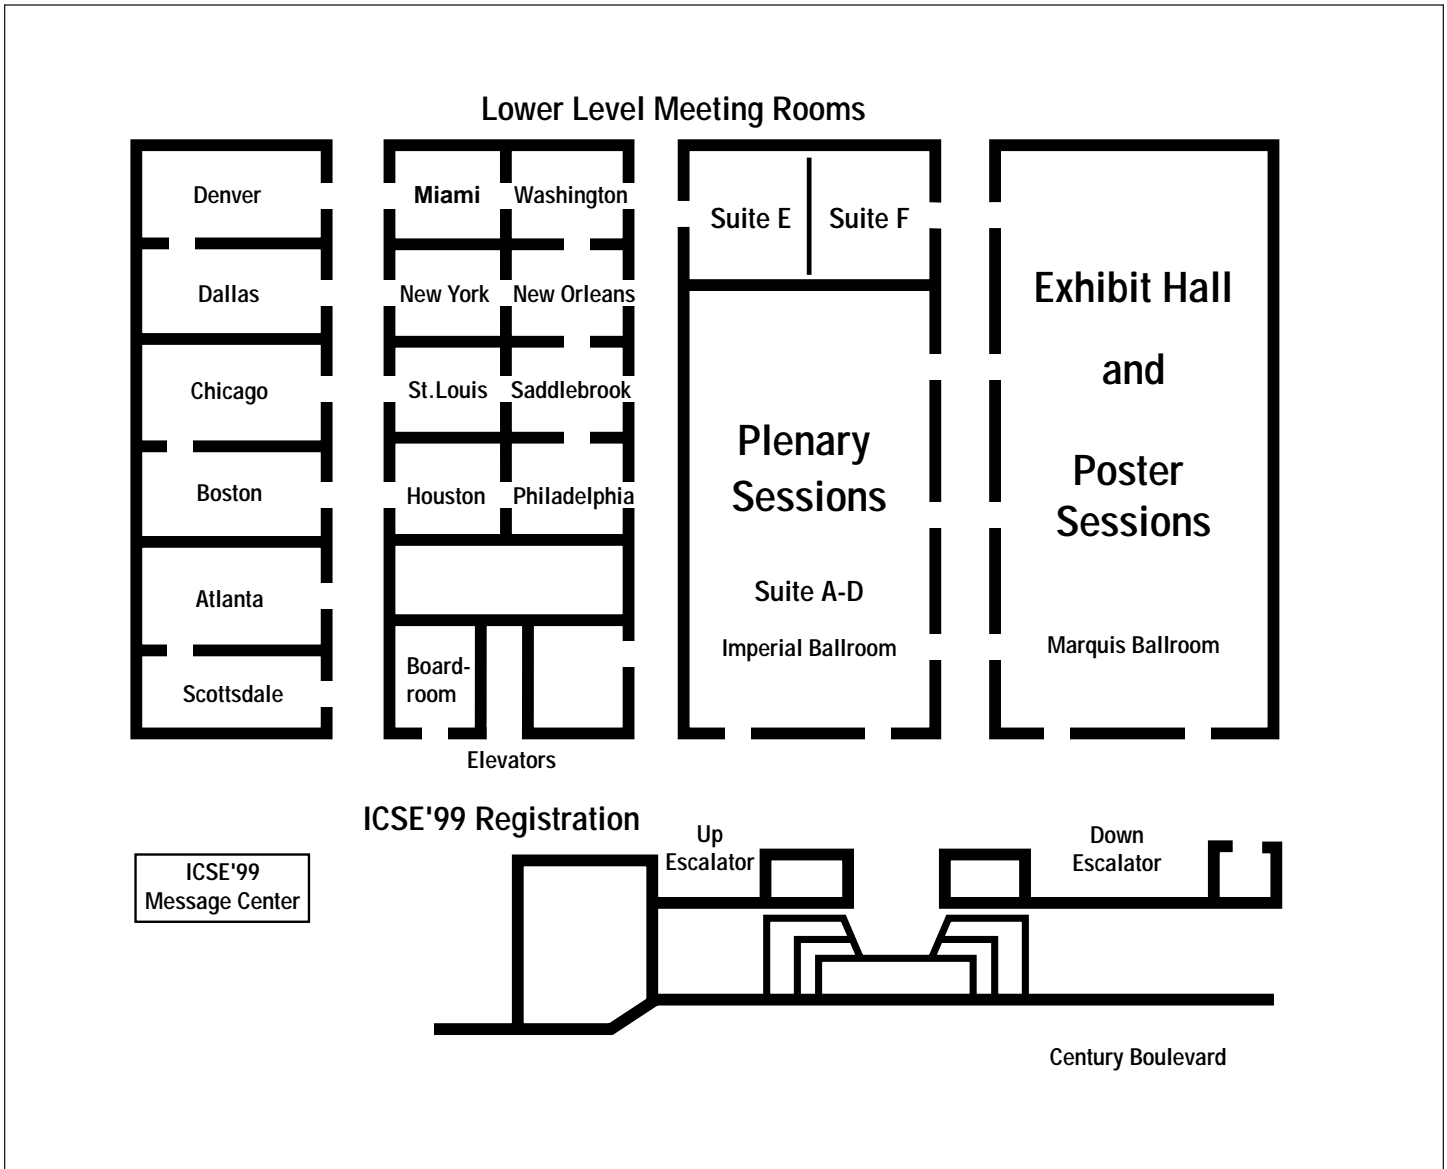 Lower Level Meeting Rooms
Denver
Miami
Washington
Suite E
Suite F
Dallas
New York
New Orleans
Exhibit Hall
and
Poster
Sessions
Chicago
St.Louis
Saddlebrook
Plenary
Sessions
Boston
Houston
Philadelphia
Atlanta
Suite A-D
Imperial Ballroom
Marquis Ballroom
Scottsdale
Board-
room
Elevators
ICSE'99 Registration
Up
Escalator
Down
Escalator
ICSE'99
Message Center
Century Boulevard